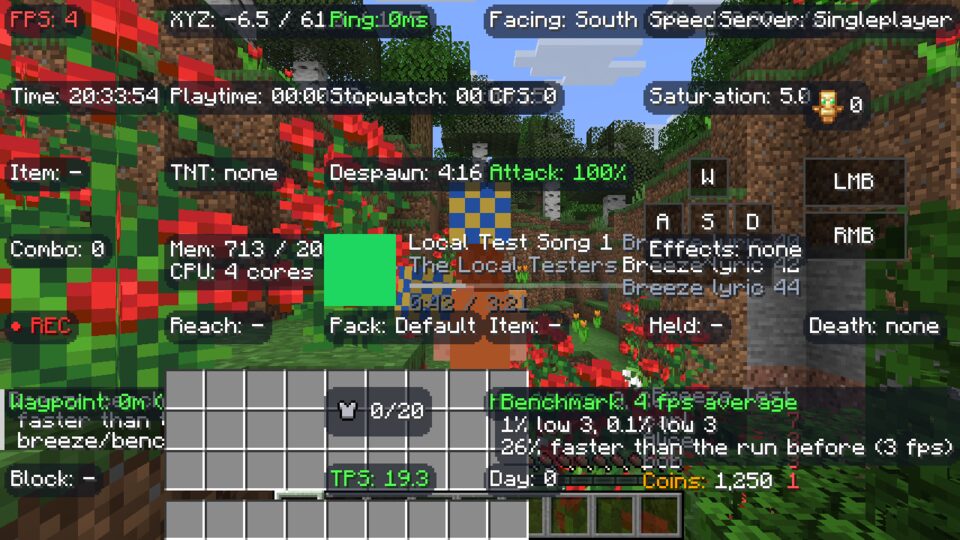 FPS: 4
XYZ: -6.5 / 61
Ping: 0ms
Facing: South
Speed
Server: Singleplayer
Time: 20:33:54
Playtime: 00:00
Stopwatch: 00
CPS: 0
Saturation: 5.0
0
Item: -
TNT: none
Despawn: 4:16
Attack: 100%
W
LMB
A S D
RMB
Combo: 0
Mem: 713 / 20
CPU: 4 cores
Local Test Song 1
The Local Testers
0:42 / 3:21
Effects: none
Breeze lyric 42
Breeze lyric 44
• REC
Reach: -
Pack: Default
Item: -
Held: -
Death: none
Waypoint: 0m
faster than
breeze/benc
0/20
Benchmark: 4 fps average
1% low 3, 0.1% low 3
26% faster than the run before (3 fps)
Block: -
TPS: 19.3
Day: 0
Coins: 1,250
1